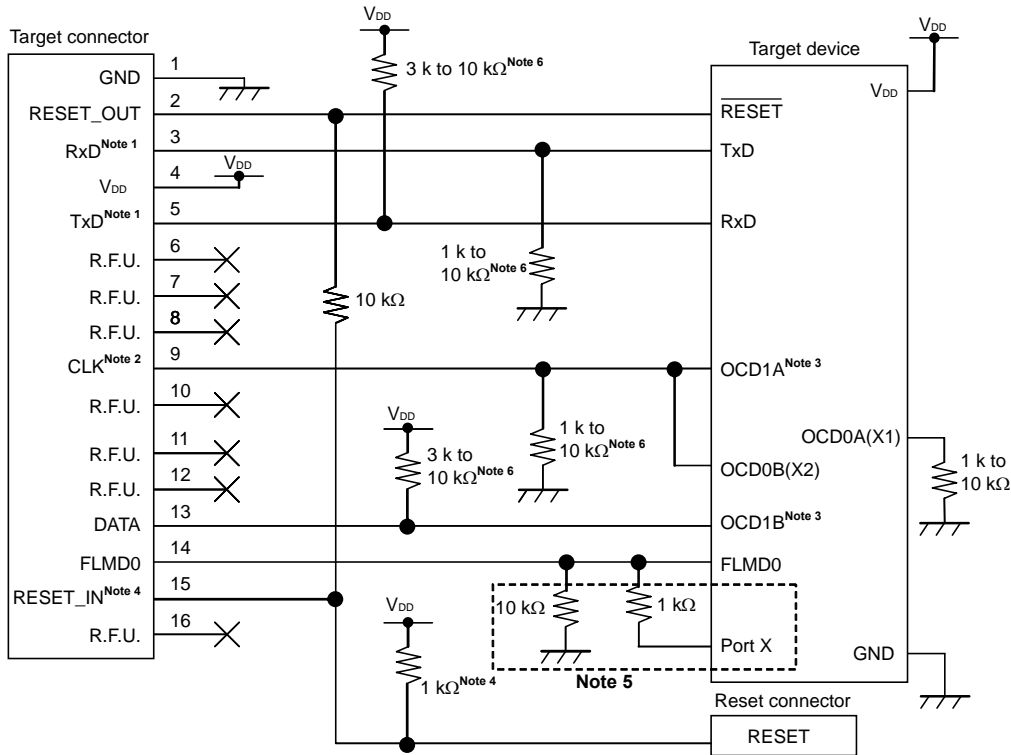 VDD
VDD
Target connector
Target device
1
GND
3 k to 10 kΩNote 6
VDD
2
RESET_OUT
RESET
3
RxDNote 1
TxD
4
VDD
VDD
5
TxDNote 1
RxD
6
R.F.U.
1 k to
10 kΩNote 6
7
R.F.U.
10 kΩ
8
R.F.U.
9
CLKNote 2
OCD1ANote 3
10
R.F.U.
VDD
11
R.F.U.
3 k to
10 kΩNote 6
1 k to
10 kΩNote 6
OCD0A(X1)
1 k to
10 kΩ
12
R.F.U.
OCD0B(X2)
13
DATA
OCD1BNote 3
14
FLMD0
FLMD0
15
RESET_INNote 4
VDD
10 kΩ
1 kΩ
16
R.F.U.
Port X
GND
1 kΩNote 4
Note 5
Reset connector
RESET